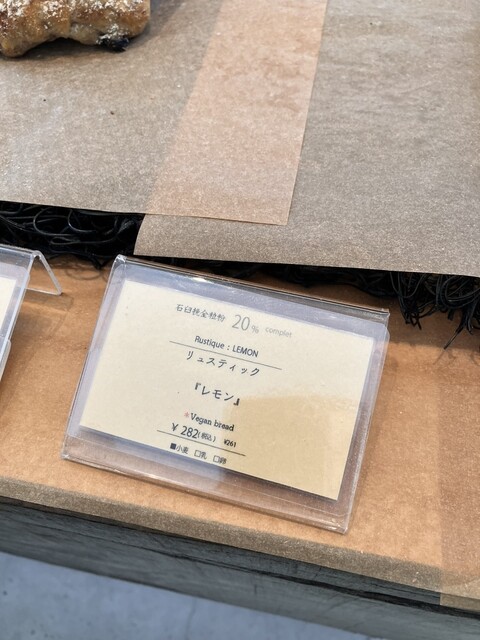 石臼挽全粒粉 20% complet
Rustique : LEMON
リュスティック
『レモン』
*Vegan bread
¥ 282(税込) ¥261
■小麦 □乳 □卵